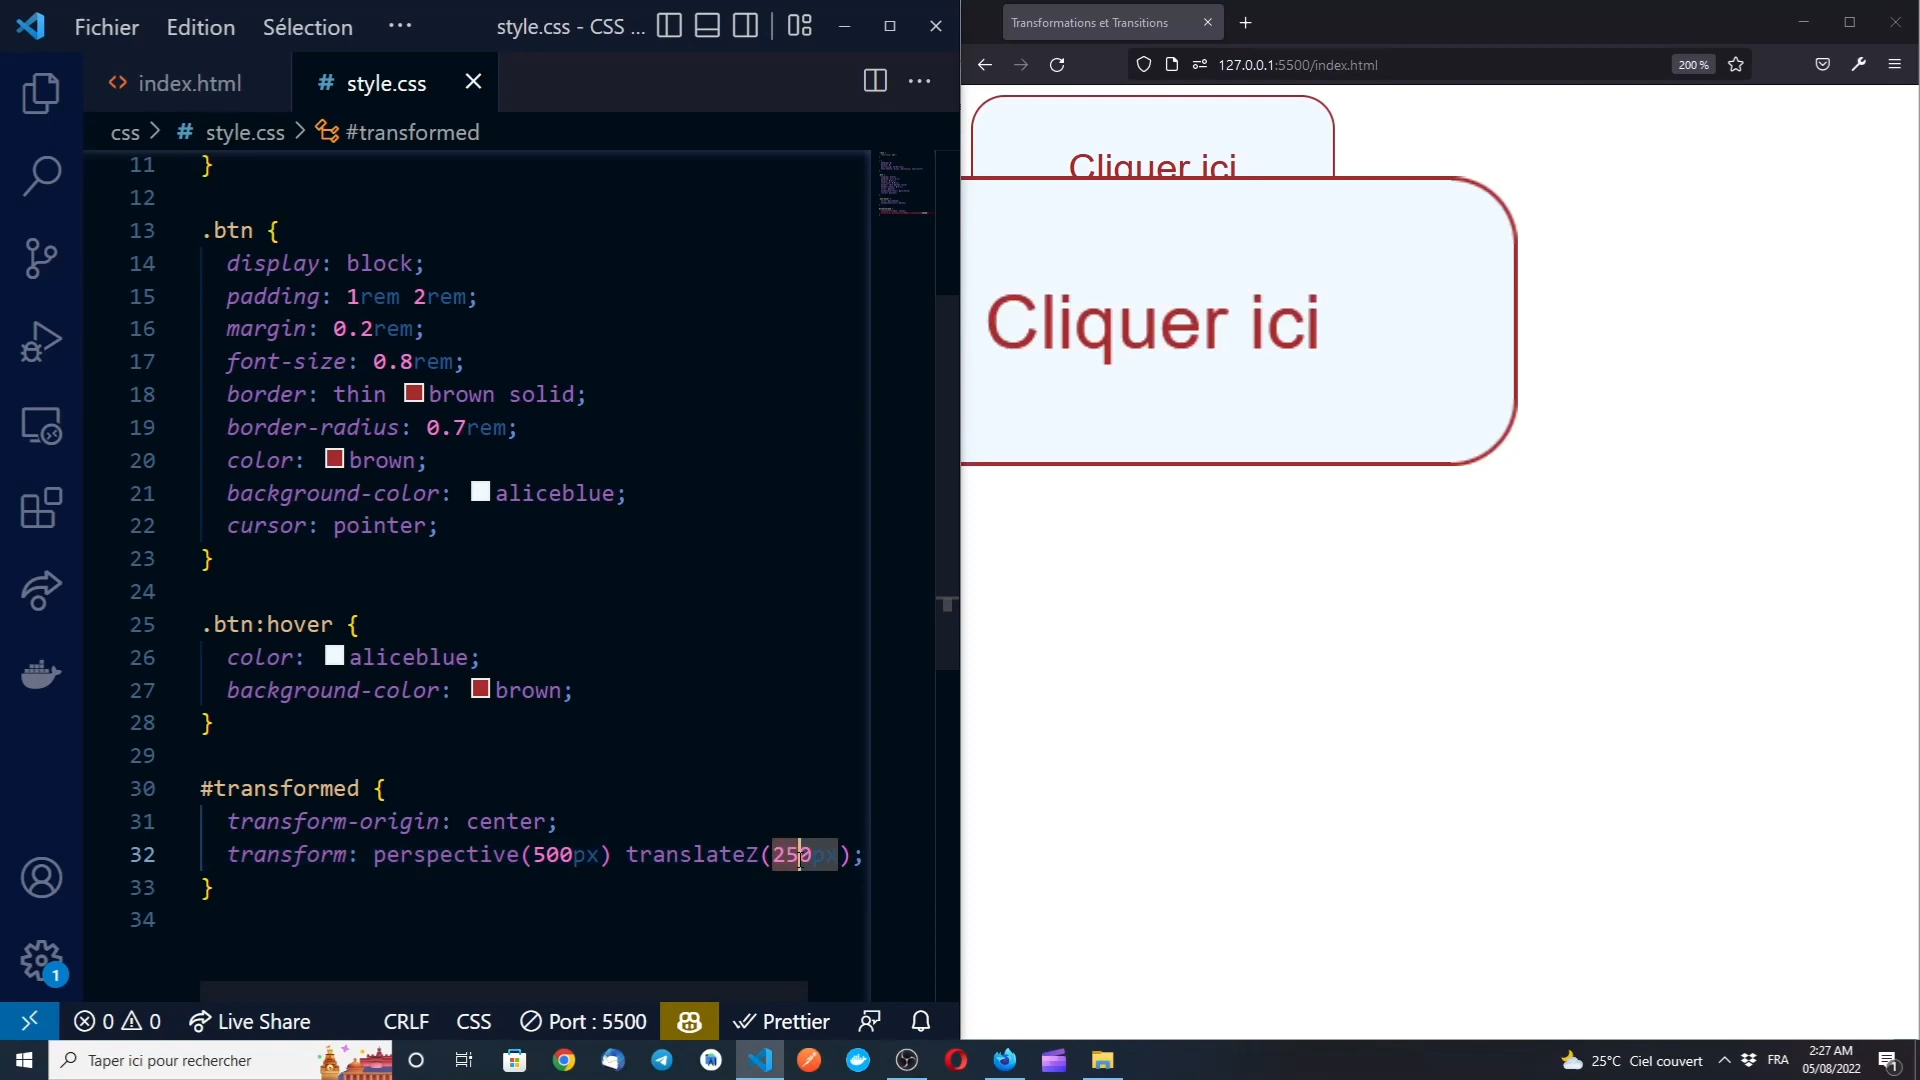 Fichier Edition Sélection ··· style.css - CSS ...
index.html style.css
css > # style.css > #transformed
11 }
12
13 .btn {
14 display: block;
15 padding: 1rem 2rem;
16 margin: 0.2rem;
17 font-size: 0.8rem;
18 border: thin brown solid;
19 border-radius: 0.7rem;
20 color: brown;
21 background-color: aliceblue;
22 cursor: pointer;
23 }
24
25 .btn:hover {
26 color: aliceblue;
27 background-color: brown;
28 }
29
30 #transformed {
31 transform-origin: center;
32 transform: perspective(500px) translateZ(250px);
33 }
34
1
0 0 Live Share CRLF CSS Port : 5500 Prettier
Transformations et Transitions
127.0.0.1:5500/index.html 200 %
Cliquer ici
Cliquer ici
Taper ici pour rechercher
25°C Ciel couvert FRA 2:27 AM
05/08/2022
1